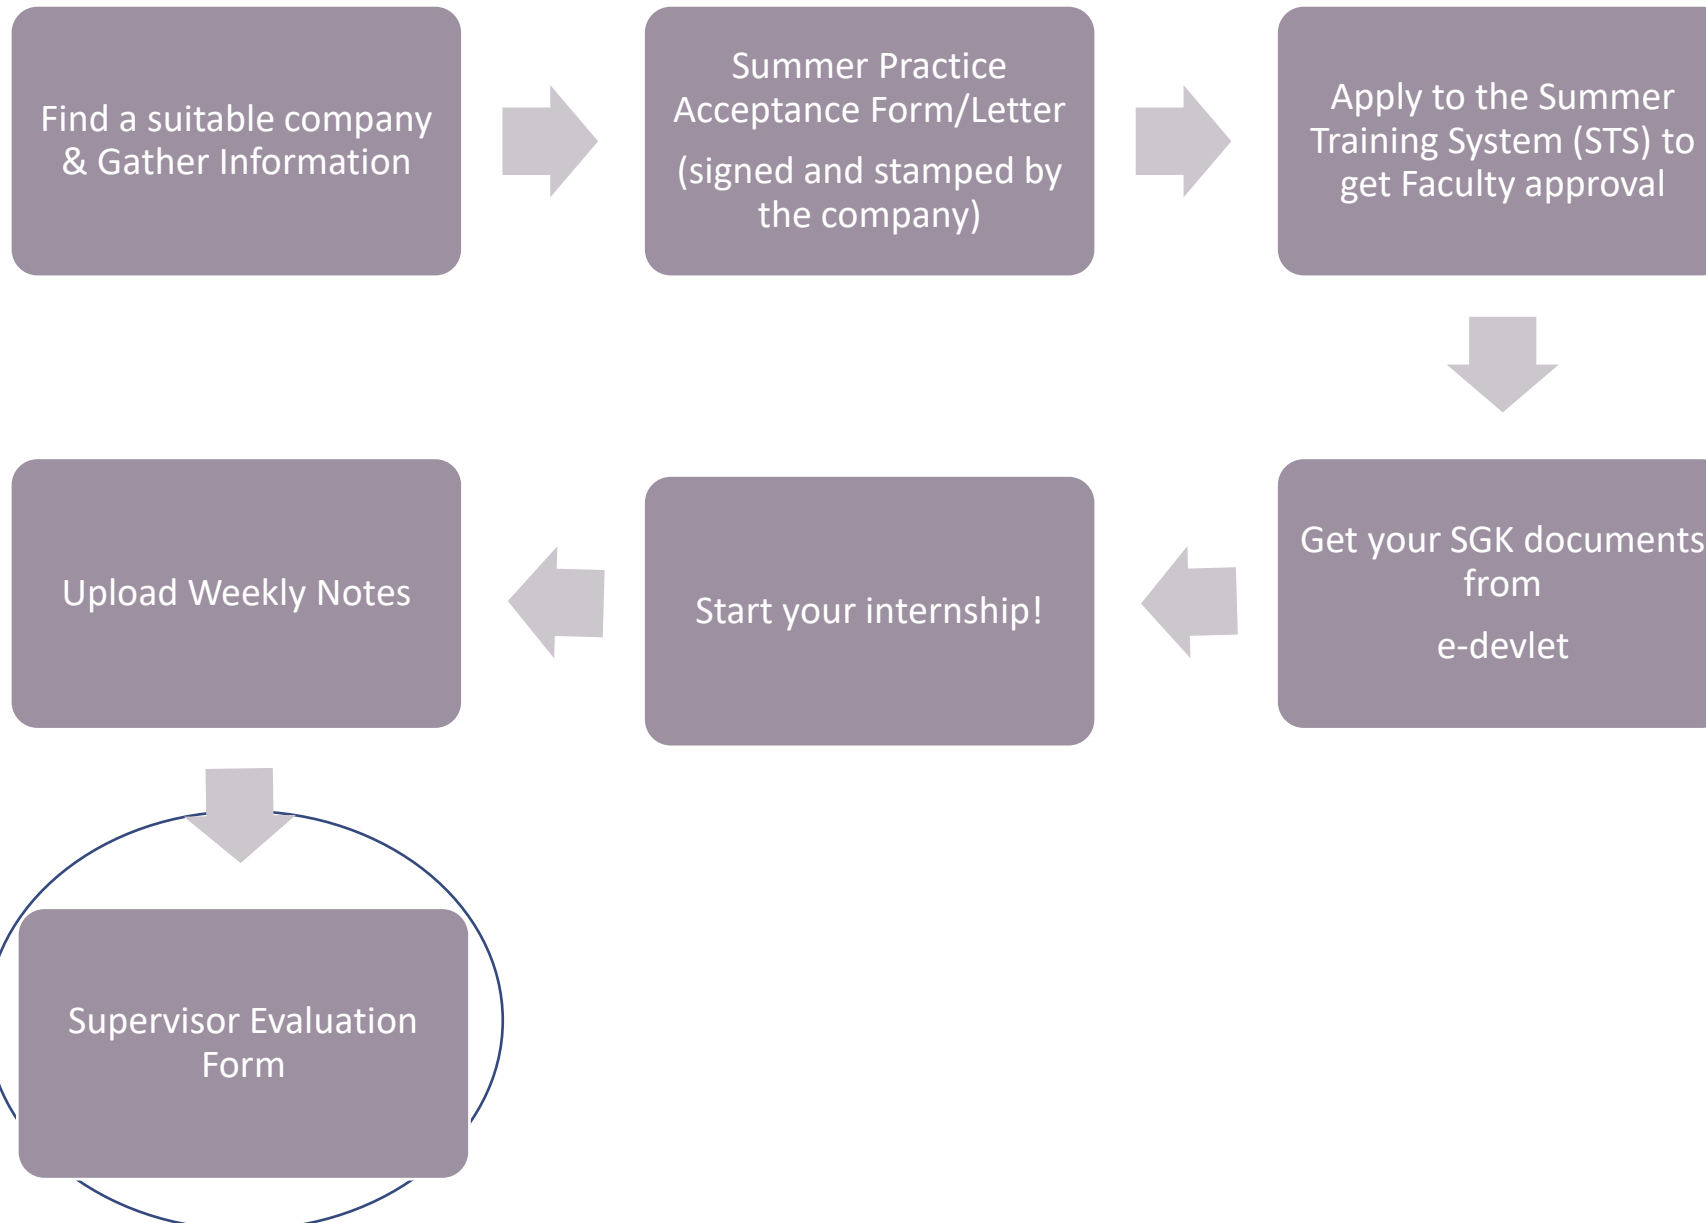 Find a suitable company
& Gather Information
Summer Practice
Acceptance Form/Letter
(signed and stamped by
the company)
Apply to the Summer
Training System (STS) to
get Faculty approval
Get your SGK documents
from
e-devlet
Start your internship!
Upload Weekly Notes
Supervisor Evaluation
Form